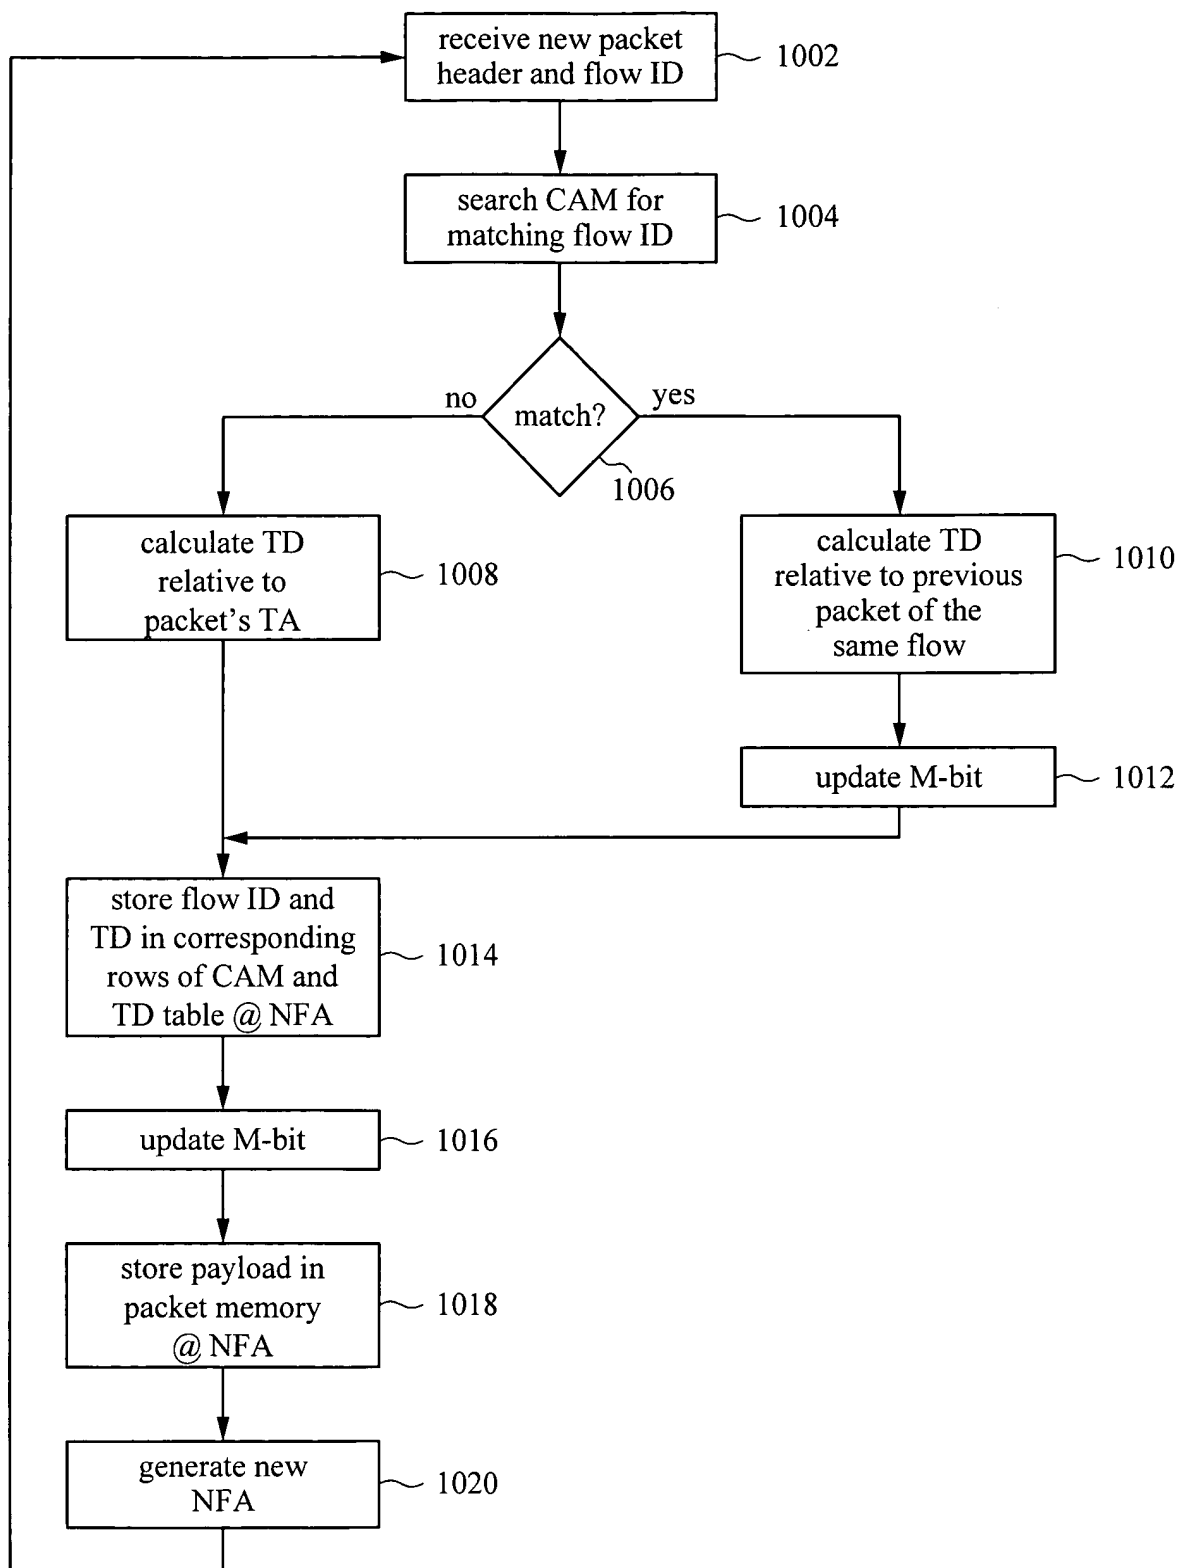 receive new packet
header and flow ID
1002
search CAM for
matching flow ID
1004
no
match?
yes
1006
calculate TD
relative to
packet's TA
1008
calculate TD
relative to previous
packet of the
same flow
1010
update M-bit
1012
store flow ID and
TD in corresponding
rows of CAM and
TD table @ NFA
1014
update M-bit
1016
store payload in
packet memory
@ NFA
1018
generate new
NFA
1020